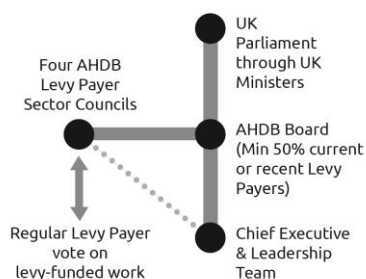 UK
Parliament
through UK
Ministers
Four AHDB
Levy Payer
Sector Councils
AHDB Board
(Min 50% current
or recent Levy
Payers)
Regular Levy Payer
vote on
levy-funded work
Chief Executive
& Leadership
Team